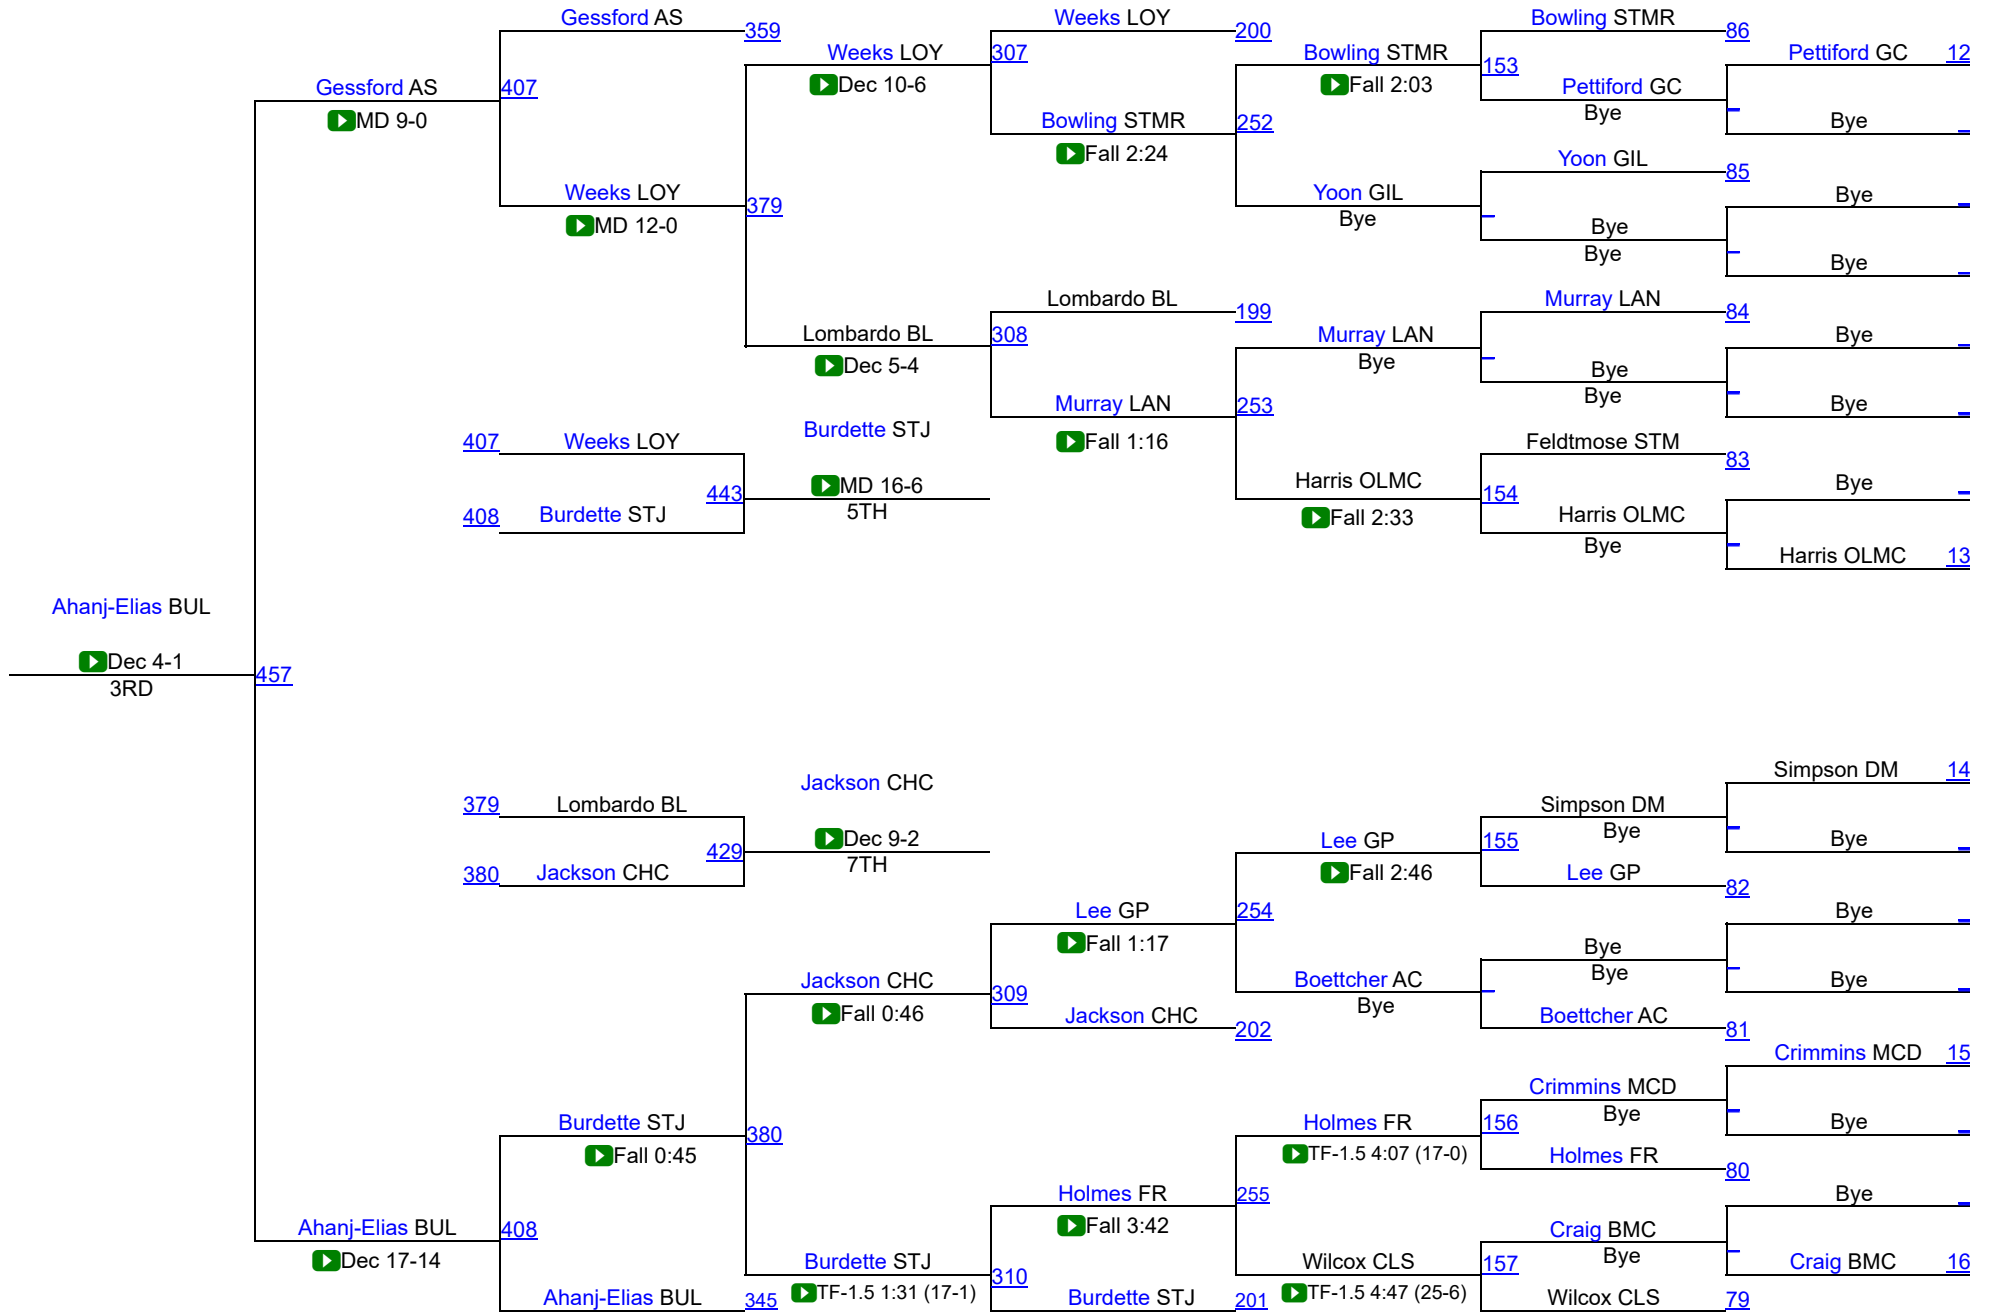 Gessford AS
359
Weeks LOY
200
Bowling STMR
86
Weeks LOY
Dec 10-6
307
Bowling STMR
Fall 2:03
153
Pettiford GC
12
Gessford AS
MD 9-0
407
Pettiford GC
Bye
Bowling STMR
Fall 2:24
252
Bye
Yoon GIL
85
Weeks LOY
MD 12-0
379
Yoon GIL
Bye
Bye
Bye
Bye
Bye
Lombardo BL
199
Murray LAN
84
Lombardo BL
Dec 5-4
308
Murray LAN
Bye
Bye
Bye
Bye
Murray LAN
Fall 1:16
253
Bye
407
Weeks LOY
Burdette STJ
Feldtmose STM
83
443
MD 16-6
5TH
Harris OLMC
Fall 2:33
154
Bye
408
Burdette STJ
Harris OLMC
Bye
Harris OLMC
13
Ahanj-Elias BUL
Dec 4-1
3RD
457
Jackson CHC
Simpson DM
14
379
Lombardo BL
Simpson DM
Bye
429
Dec 9-2
7TH
Lee GP
Fall 2:46
155
Bye
380
Jackson CHC
Lee GP
82
Lee GP
Fall 1:17
254
Bye
Bye
Bye
Jackson CHC
Fall 0:46
309
Boettcher AC
Bye
Bye
Jackson CHC
202
Boettcher AC
81
Crimmins MCD
15
Crimmins MCD
Bye
Burdette STJ
Fall 0:45
380
Holmes FR
TF-1.5 4:07 (17-0)
156
Bye
Holmes FR
80
Holmes FR
Fall 3:42
255
Bye
Ahanj-Elias BUL
Dec 17-14
408
Craig BMC
Bye
Burdette STJ
TF-1.5 1:31 (17-1)
310
Wilcox CLS
TF-1.5 4:47 (25-6)
157
Craig BMC
16
Ahanj-Elias BUL
345
Burdette STJ
201
Wilcox CLS
79